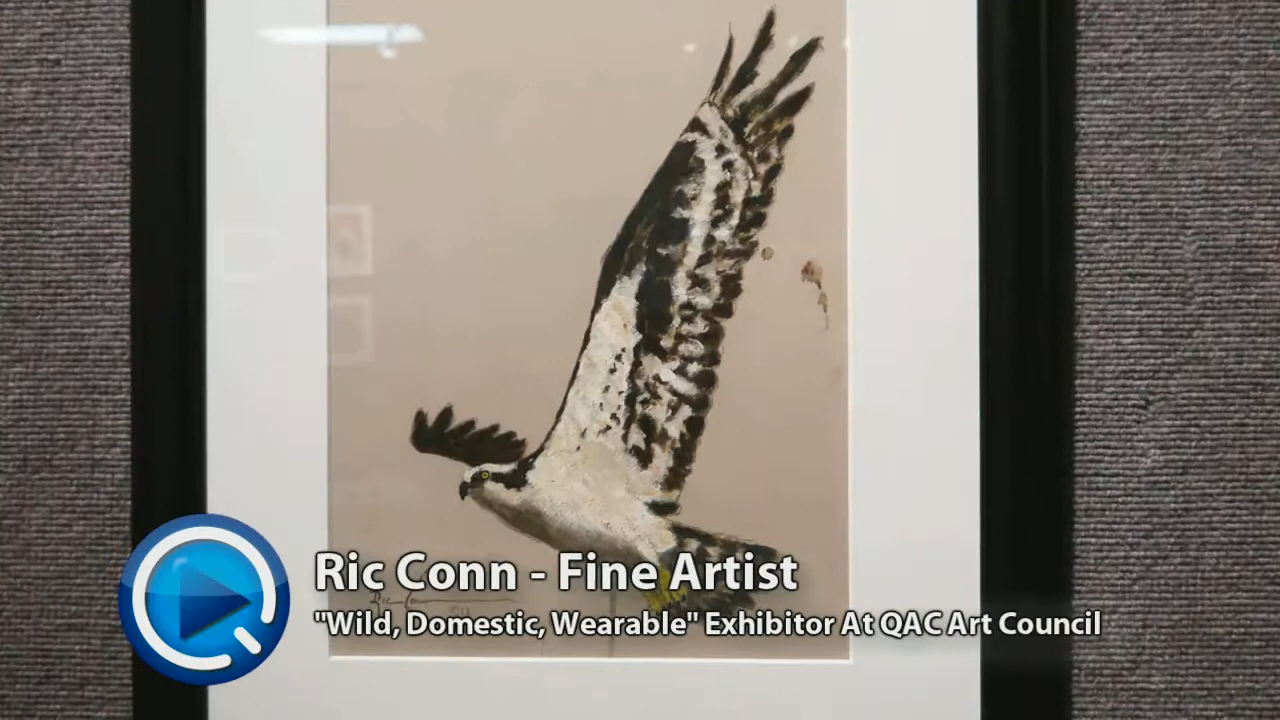 Ric Conn - Fine Artist
"Wild, Domestic, Wearable" Exhibitor At QAC Art Council